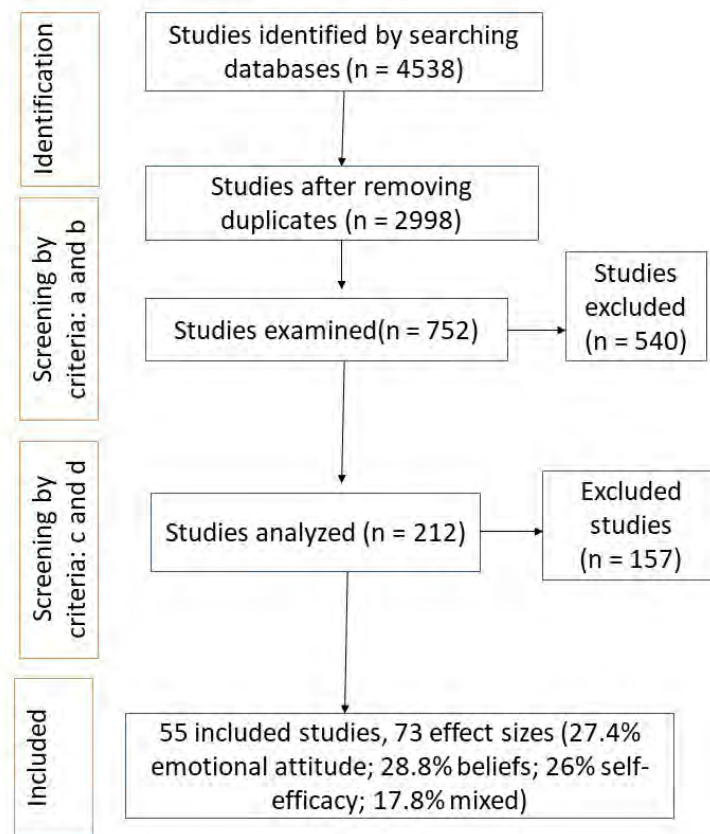 Identification
Studies identified by searching
databases (n = 4538)
Studies after removing
duplicates (n = 2998)
Screening by
criteria: a and b
Studies examined(n = 752)
Studies
excluded
(n = 540)
Screening by
criteria: c and d
Studies analyzed (n = 212)
Excluded
studies
(n = 157)
Included
55 included studies, 73 effect sizes (27.4%
emotional attitude; 28.8% beliefs; 26% self-
efficacy; 17.8% mixed)